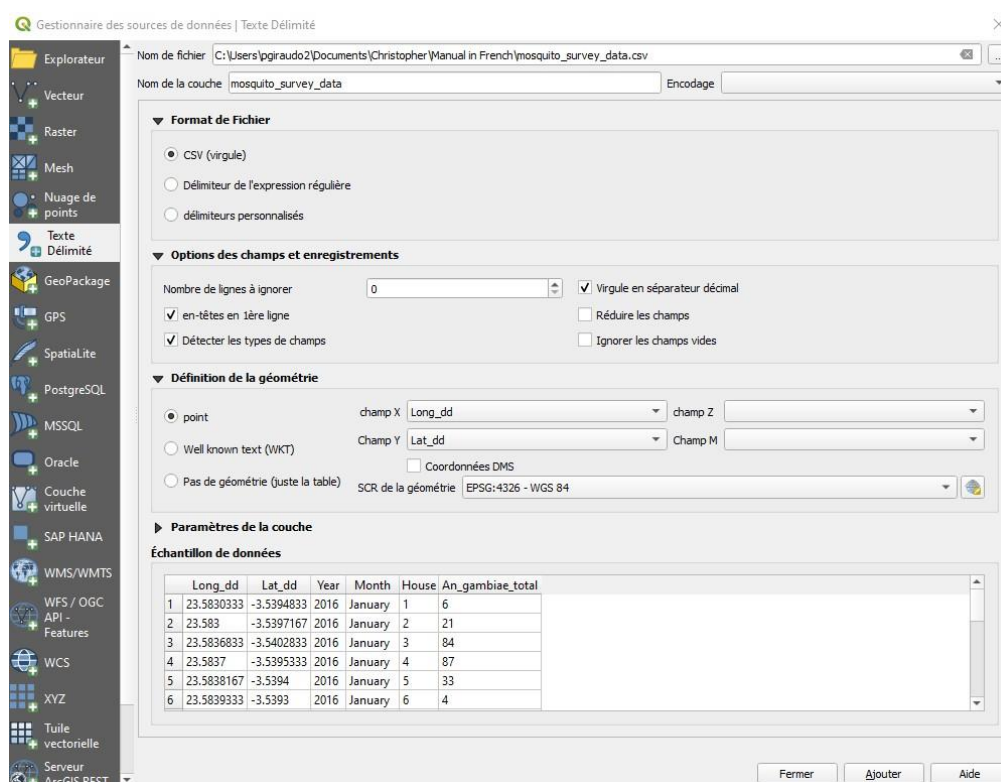 Gestionnaire des sources de données | Texte Délimité
Explorateur
Vecteur
Raster
Mesh
Nuage de
points
Texte
Délimité
GeoPackage
GPS
SpatiaLite
PostgreSQL
MSSQL
Oracle
Couche
virtuelle
SAP HANA
WMS/WMTS
WFS / OGC
API -
Features
WCS
XYZ
Tuile
vectorielle
Serveur
ArcGIS REST
Nom de fichier C:\Users\pgiraudo2\Documents\Christopher\Manual in French\mosquito_survey_data.csv
Nom de la couche mosquito_survey_data Encodage
Format de Fichier
CSV (virgule)
Délimiteur de l'expression régulière
délimiteurs personnalisés
Options des champs et enregistrements
Nombre de lignes à ignorer 0 Virgule en séparateur décimal
en-têtes en 1ère ligne Réduire les champs
Détecter les types de champs Ignorer les champs vides
Définition de la géométrie
point champ X Long_dd champ Z
Well known text (WKT) Champ Y Lat_dd Champ M
Coordonnées DMS
Pas de géométrie (juste la table) SCR de la géométrie EPSG:4326 - WGS 84
Paramètres de la couche
Échantillon de données
Long_dd Lat_dd Year Month House An_gambiae_total
1 23.5830333 -3.5394833 2016 January 1 6
2 23.583 -3.5397167 2016 January 2 21
3 23.5836833 -3.5402833 2016 January 3 84
4 23.5837 -3.5395333 2016 January 4 87
5 23.5838167 -3.5394 2016 January 5 33
6 23.5839333 -3.5393 2016 January 6 4
Fermer Ajouter Aide